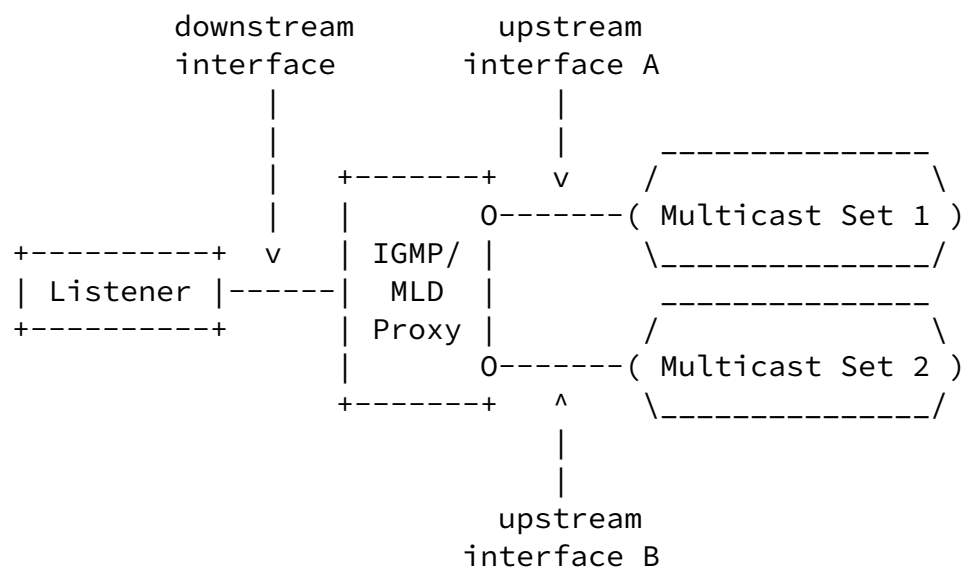 downstream upstream
interface interface A
Multicast Set 1
IGMP/
Listener MLD
Proxy
Multicast Set 2
upstream
interface B